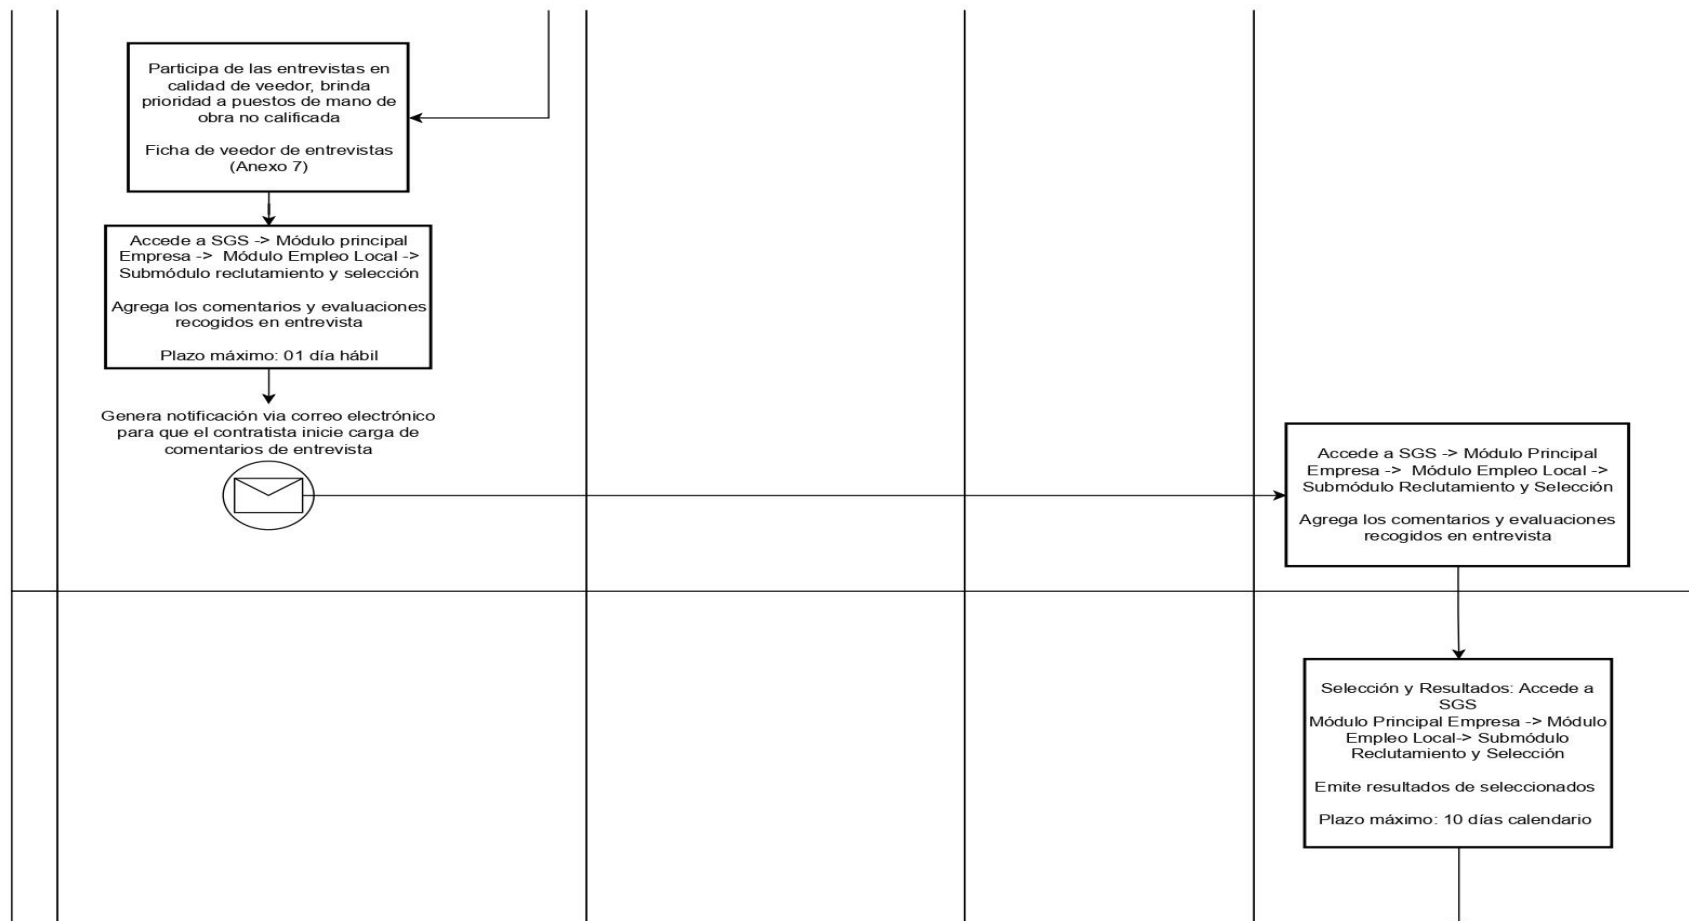 Participa de las entrevistas en
calidad de veedor, brinda
prioridad a puestos de mano de
obra no calificada
Ficha de veedor de entrevistas
(Anexo 7)
Accede a SGS -> Módulo principal
Empresa -> Módulo Empleo Local ->
Submódulo reclutamiento y selección
Agrega los comentarios y evaluaciones
recogidos en entrevista
Plazo máximo: 01 día hábil
Genera notificación via correo electrónico
para que el contratista inicie carga de
comentarios de entrevista
Accede a SGS -> Módulo Principal
Empresa -> Módulo Empleo Local ->
Submódulo Reclutamiento y Selección
Agrega los comentarios y evaluaciones
recogidos en entrevista
Selección y Resultados: Accede a
SGS
Módulo Principal Empresa -> Módulo
Empleo Local-> Submódulo
Reclutamiento y Selección
Emite resultados de seleccionados
Plazo máximo: 10 días calendario